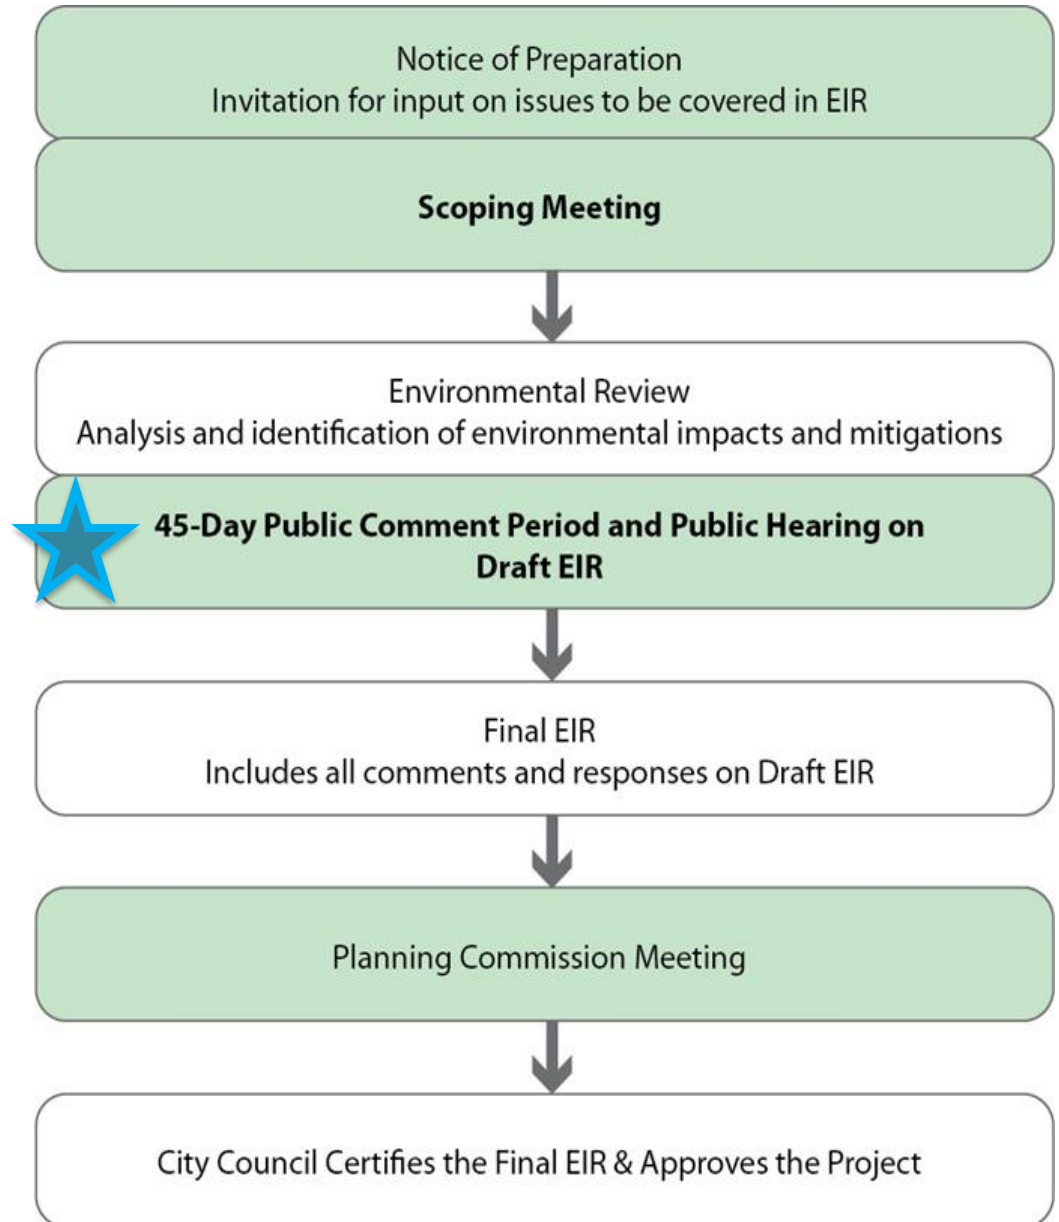 Notice of Preparation
Invitation for input on issues to be covered in EIR
Scoping Meeting
Environmental Review
Analysis and identification of environmental impacts and mitigations
45-Day Public Comment Period and Public Hearing on
Draft EIR
Final EIR
Includes all comments and responses on Draft EIR
Planning Commission Meeting
City Council Certifies the Final EIR & Approves the Project